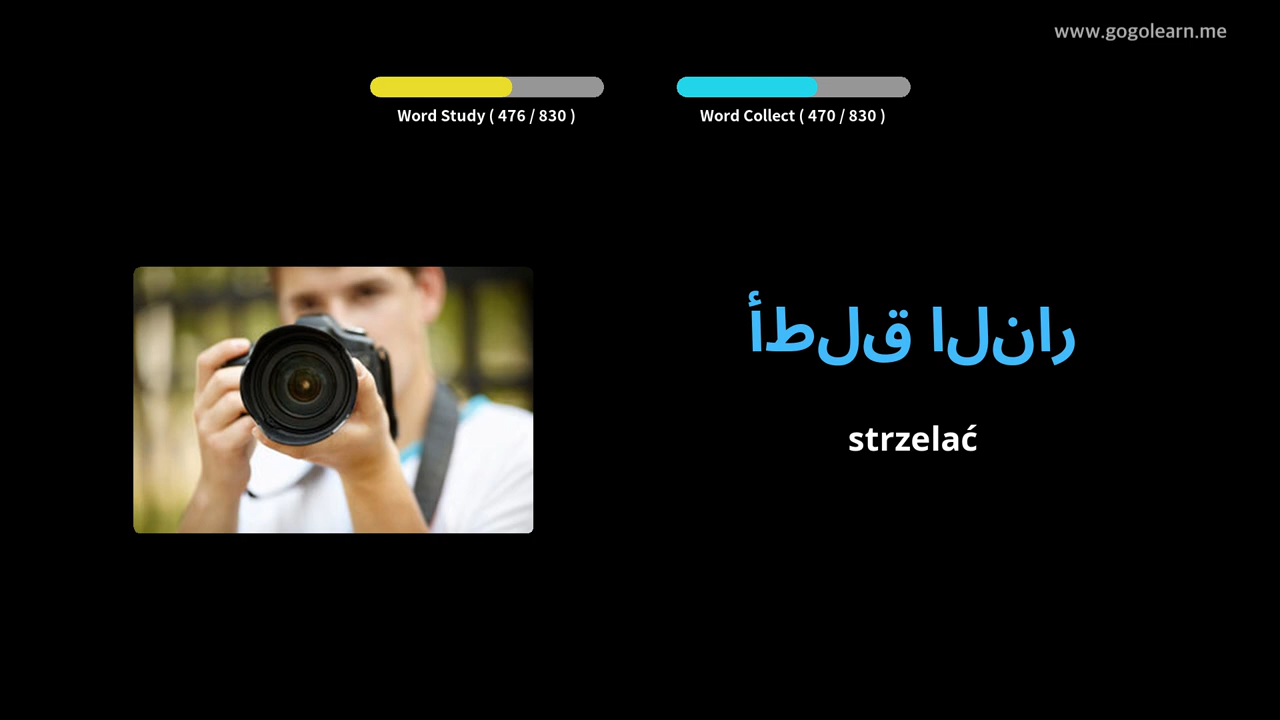 www.gogolearn.me
Word Study ( 476 / 830 )
Word Collect ( 470 / 830 )
أطلق النار
strzelać